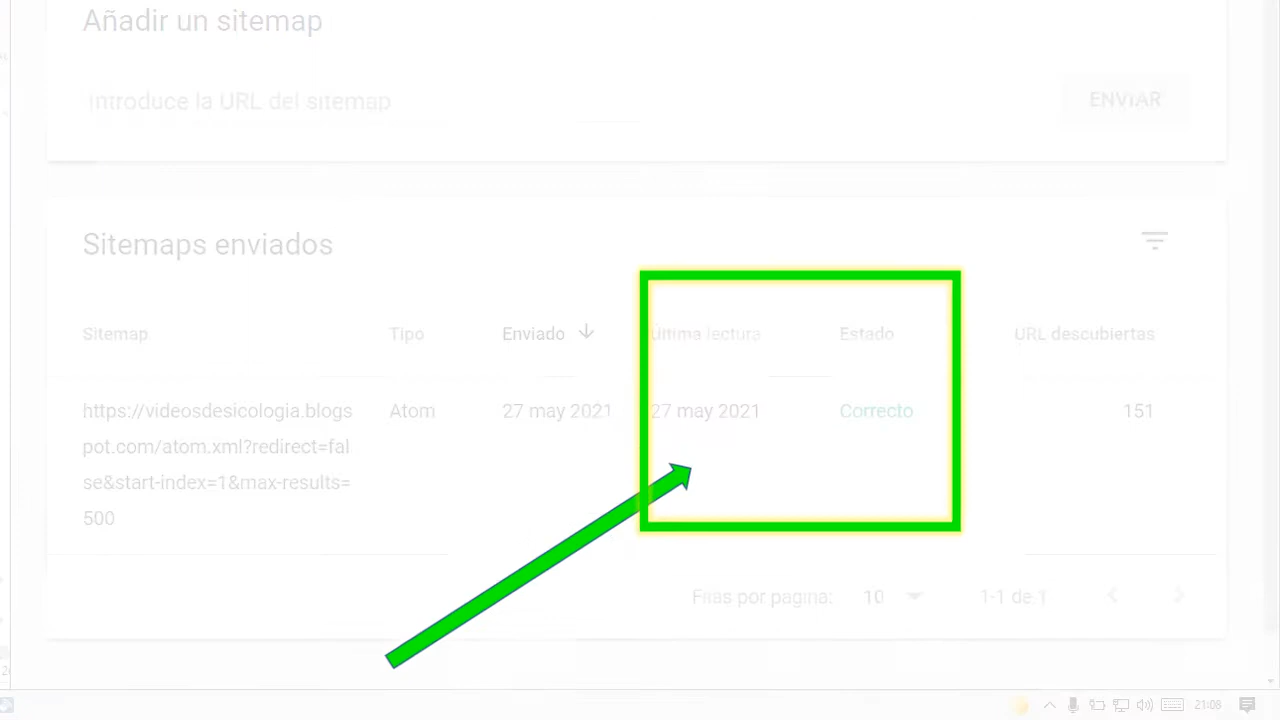 Añadir un sitemap
Introduce la URL del sitemap
ENVIAR
Sitemaps enviados
Sitemap Tipo Enviado Última lectura Estado URL descubiertas
https://videosdesicologia.blogs Atom 27 may 2021 27 may 2021 Correcto 151
pot.com/atom.xml?redirect=fal
se&start-index=1&max-results=
500
Filas por página: 10 1-1 de 1
21:08